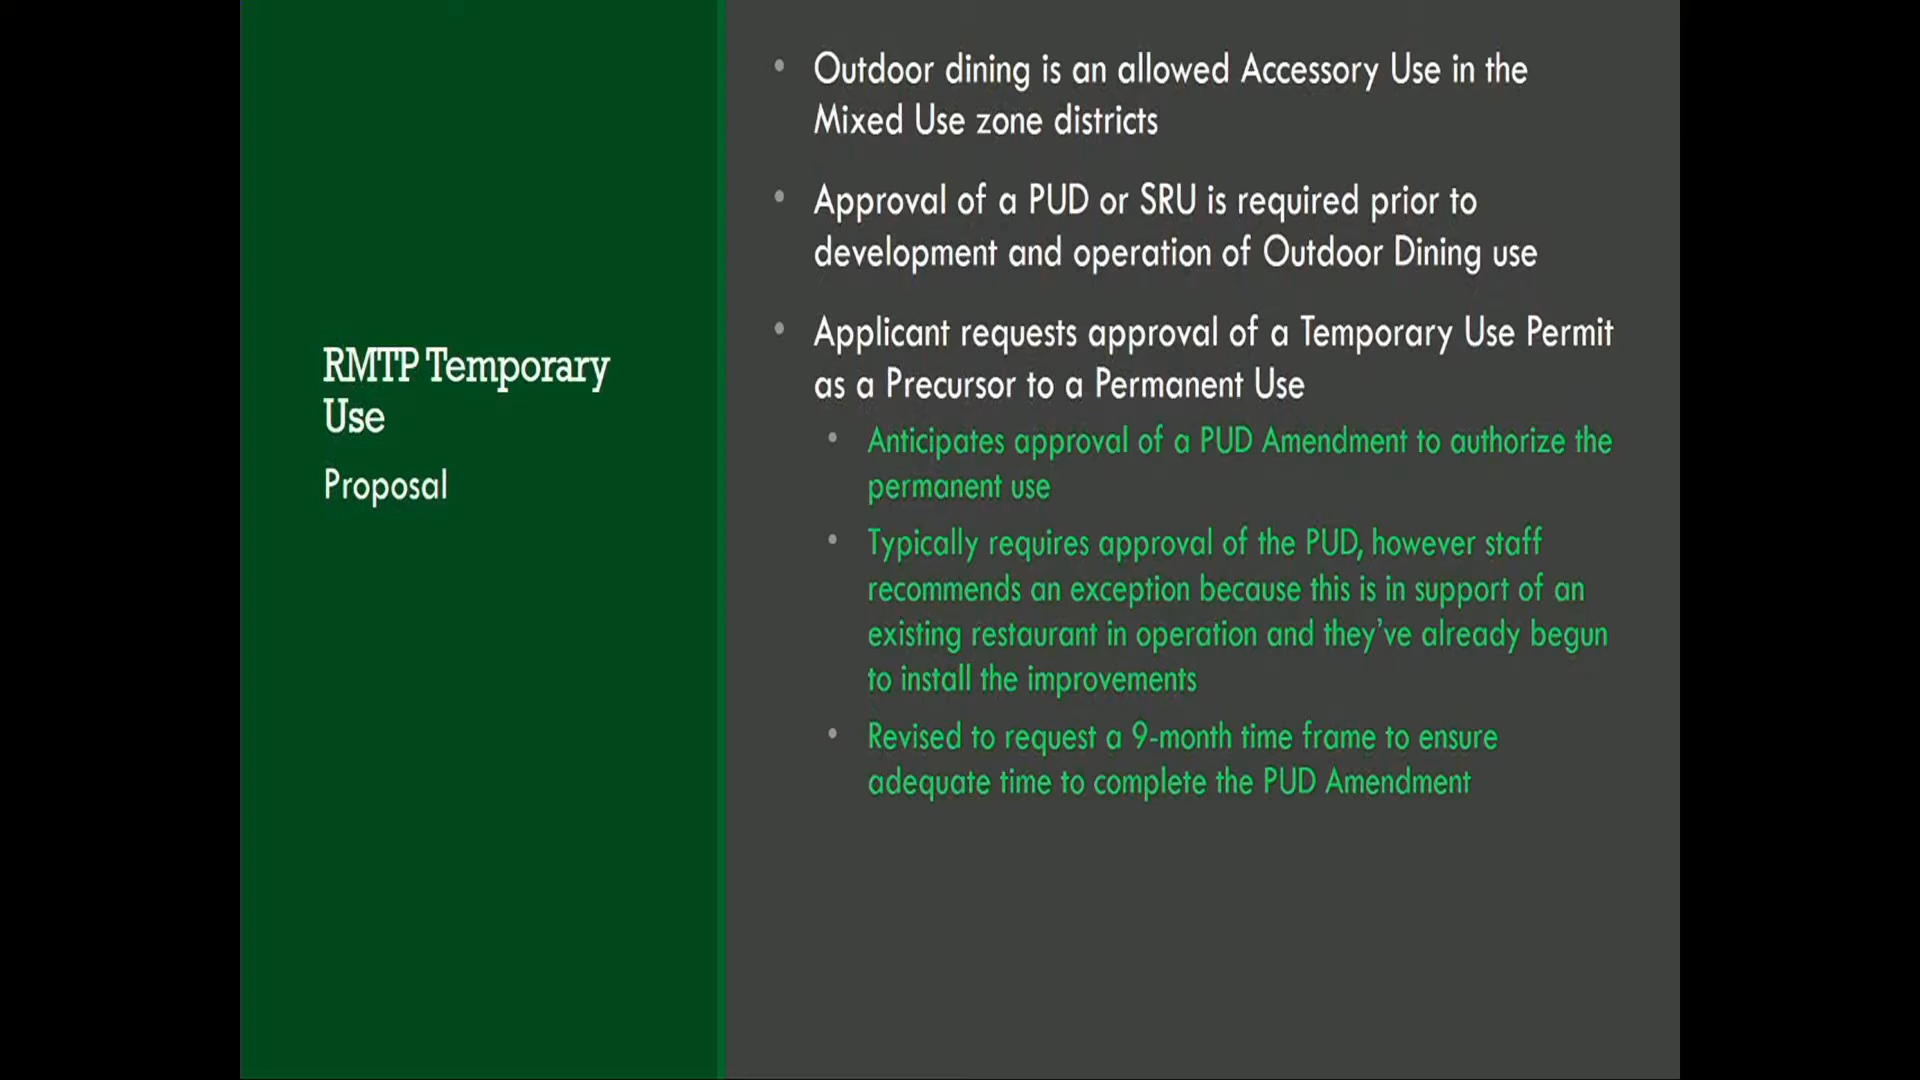 RMTP Temporary
Use
Proposal
Outdoor dining is an allowed Accessory Use in the
Mixed Use zone districts
Approval of a PUD or SRU is required prior to
development and operation of Outdoor Dining use
Applicant requests approval of a Temporary Use Permit
as a Precursor to a Permanent Use
Anticipates approval of a PUD Amendment to authorize the
permanent use
Typically requires approval of the PUD, however staff
recommends an exception because this is in support of an
existing restaurant in operation and they’ve already begun
to install the improvements
Revised to request a 9-month time frame to ensure
adequate time to complete the PUD Amendment